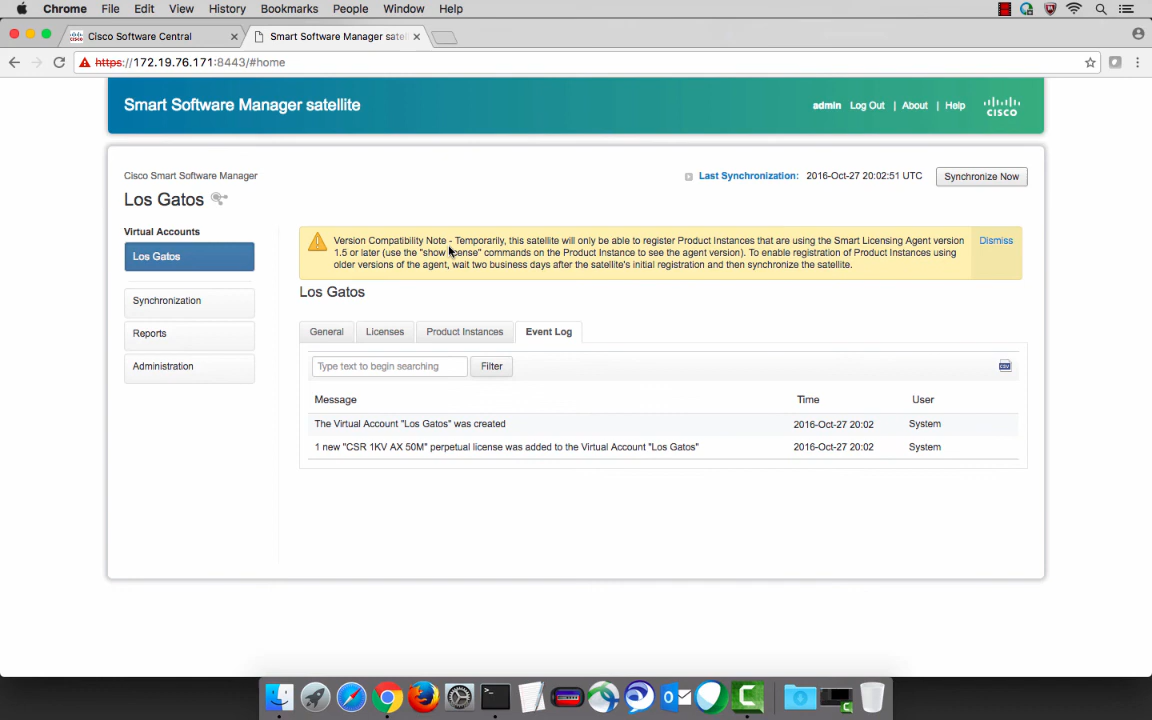 Chrome File Edit View History Bookmarks People Window Help
Cisco Software Central
Smart Software Manager satel
https://172.19.76.171:8443/#home
Smart Software Manager satellite
admin Log Out | About | Help
CISCO
Cisco Smart Software Manager
Last Synchronization: 2016-Oct-27 20:02:51 UTC
Synchronize Now
Los Gatos
Virtual Accounts
Los Gatos
Synchronization
Reports
Administration
Version Compatibility Note - Temporarily, this satellite will only be able to register Product Instances that are using the Smart Licensing Agent version
1.5 or later (use the "show license" commands on the Product Instance to see the agent version). To enable registration of Product Instances using
older versions of the agent, wait two business days after the satellite's initial registration and then synchronize the satellite.
Dismiss
Los Gatos
General Licenses Product Instances Event Log
Type text to begin searching Filter
CSV
Message Time User
The Virtual Account "Los Gatos" was created 2016-Oct-27 20:02 System
1 new "CSR 1KV AX 50M" perpetual license was added to the Virtual Account "Los Gatos" 2016-Oct-27 20:02 System